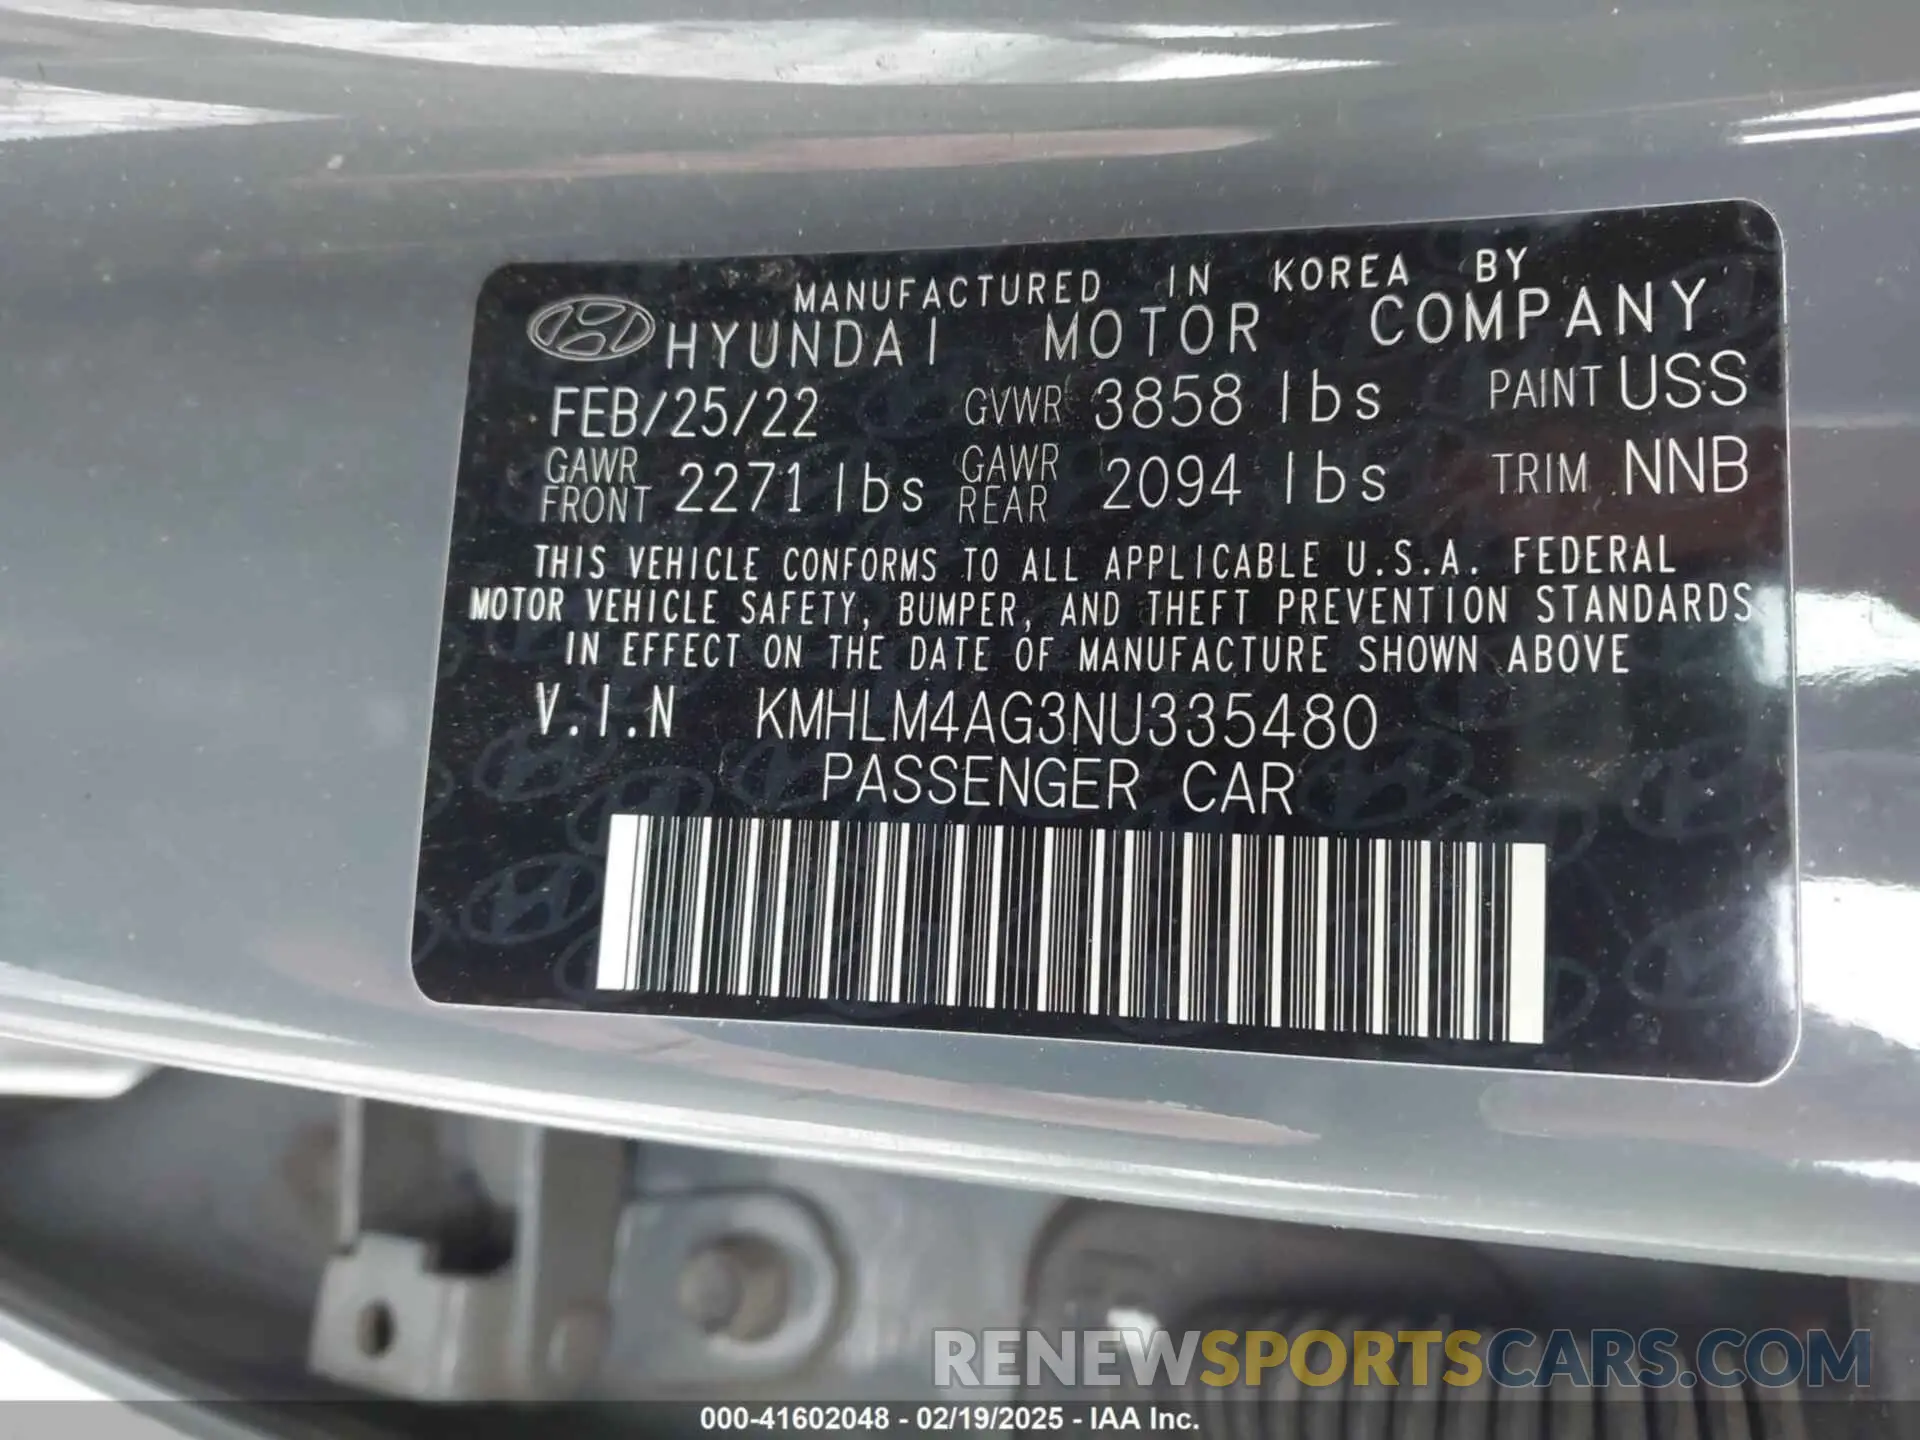 MANUFACTURED IN KOREA BY
HYUNDAI MOTOR COMPANY
FEB/25/22 GVWR 3858 lbs PAINT USS
GAWR FRONT 2271 lbs GAWR REAR 2094 lbs TRIM NNB
THIS VEHICLE CONFORMS TO ALL APPLICABLE U.S.A. FEDERAL
MOTOR VEHICLE SAFETY, BUMPER, AND THEFT PREVENTION STANDARDS
IN EFFECT ON THE DATE OF MANUFACTURE SHOWN ABOVE
V.I.N KMHLM4AG3NU335480
PASSENGER CAR
RENEWSPORTSCARS.COM
000-41602048 - 02/19/2025 - IAA Inc.